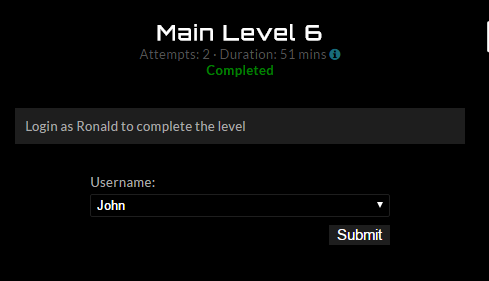 Main Level 6
Attempts: 2 · Duration: 51 mins
Completed
Login as Ronald to complete the level
Username:
John
Submit